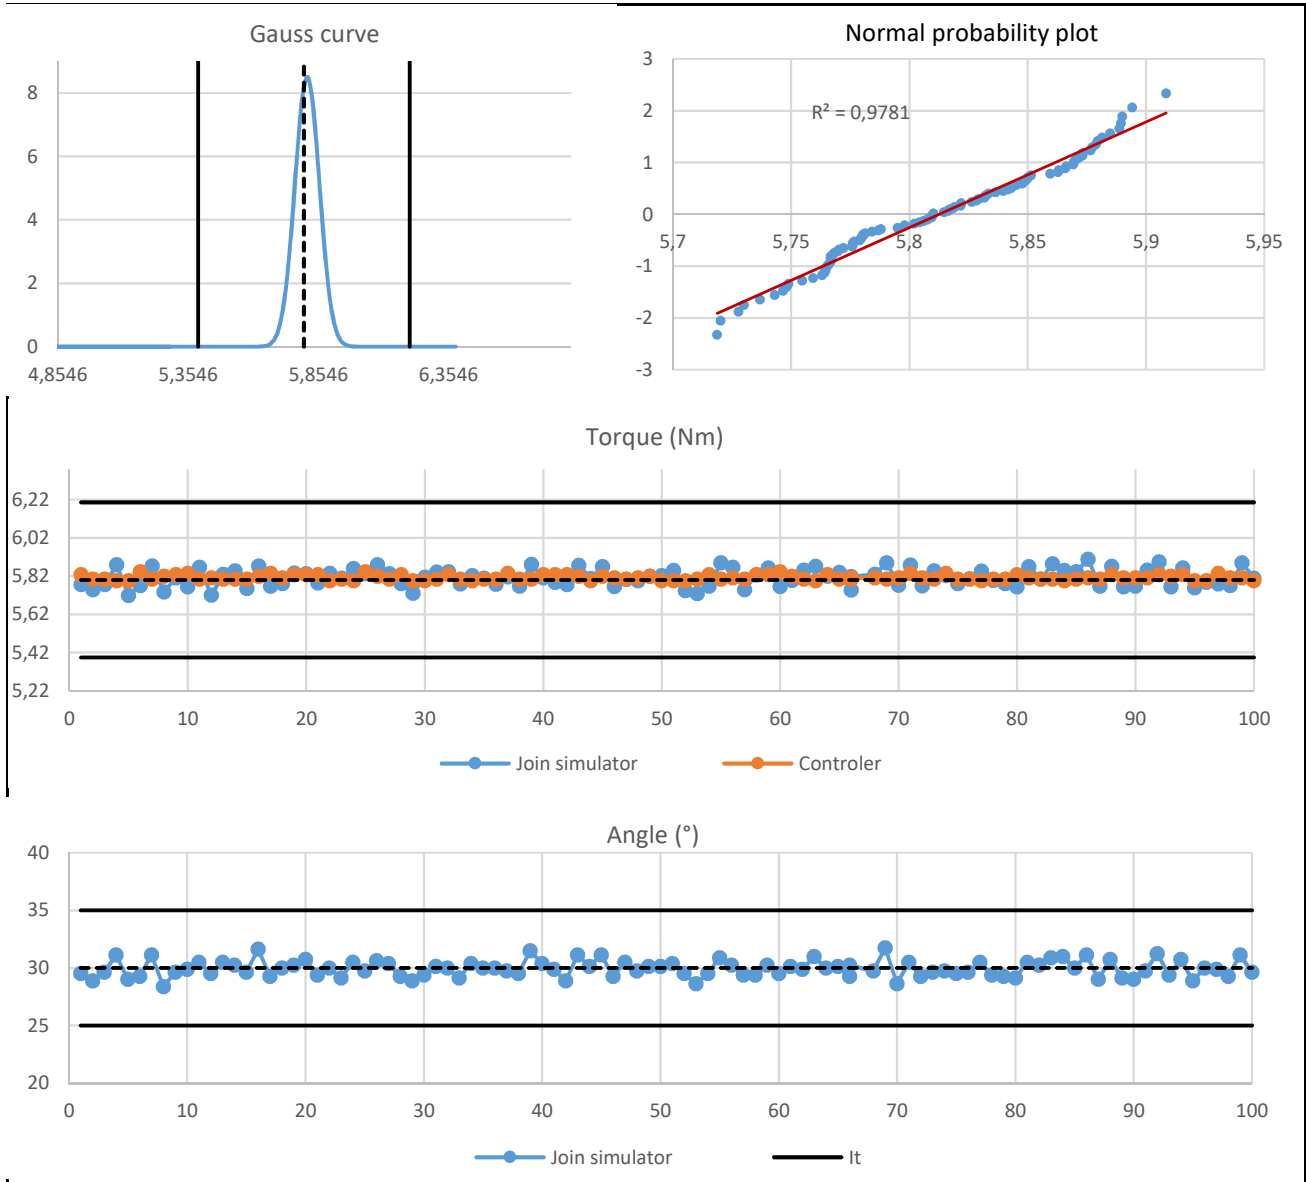 Gauss curve
8
6
4
2
0
4,8546 5,3546 5,8546 6,3546
Normal probability plot
3
R² = 0,9781
2
1
0
5,7 5,75 5,8 5,85 5,9 5,95
-1
-2
-3
Torque (Nm)
6,22
6,02
5,82
5,62
5,42
5,22
0 10 20 30 40 50 60 70 80 90 100
Join simulator Controler
Angle (°)
40
35
30
25
20
0 10 20 30 40 50 60 70 80 90 100
Join simulator It